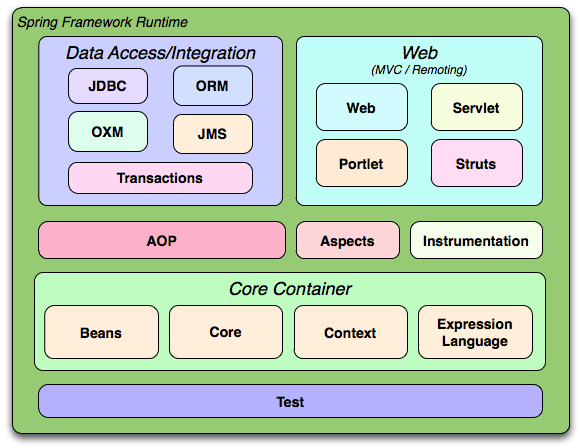 Spring Framework Runtime
Data Access/Integration
JDBC
ORM
OXM
JMS
Transactions
Web
(MVC / Remoting)
Web
Servlet
Portlet
Struts
AOP
Aspects
Instrumentation
Core Container
Beans
Core
Context
Expression
Language
Test